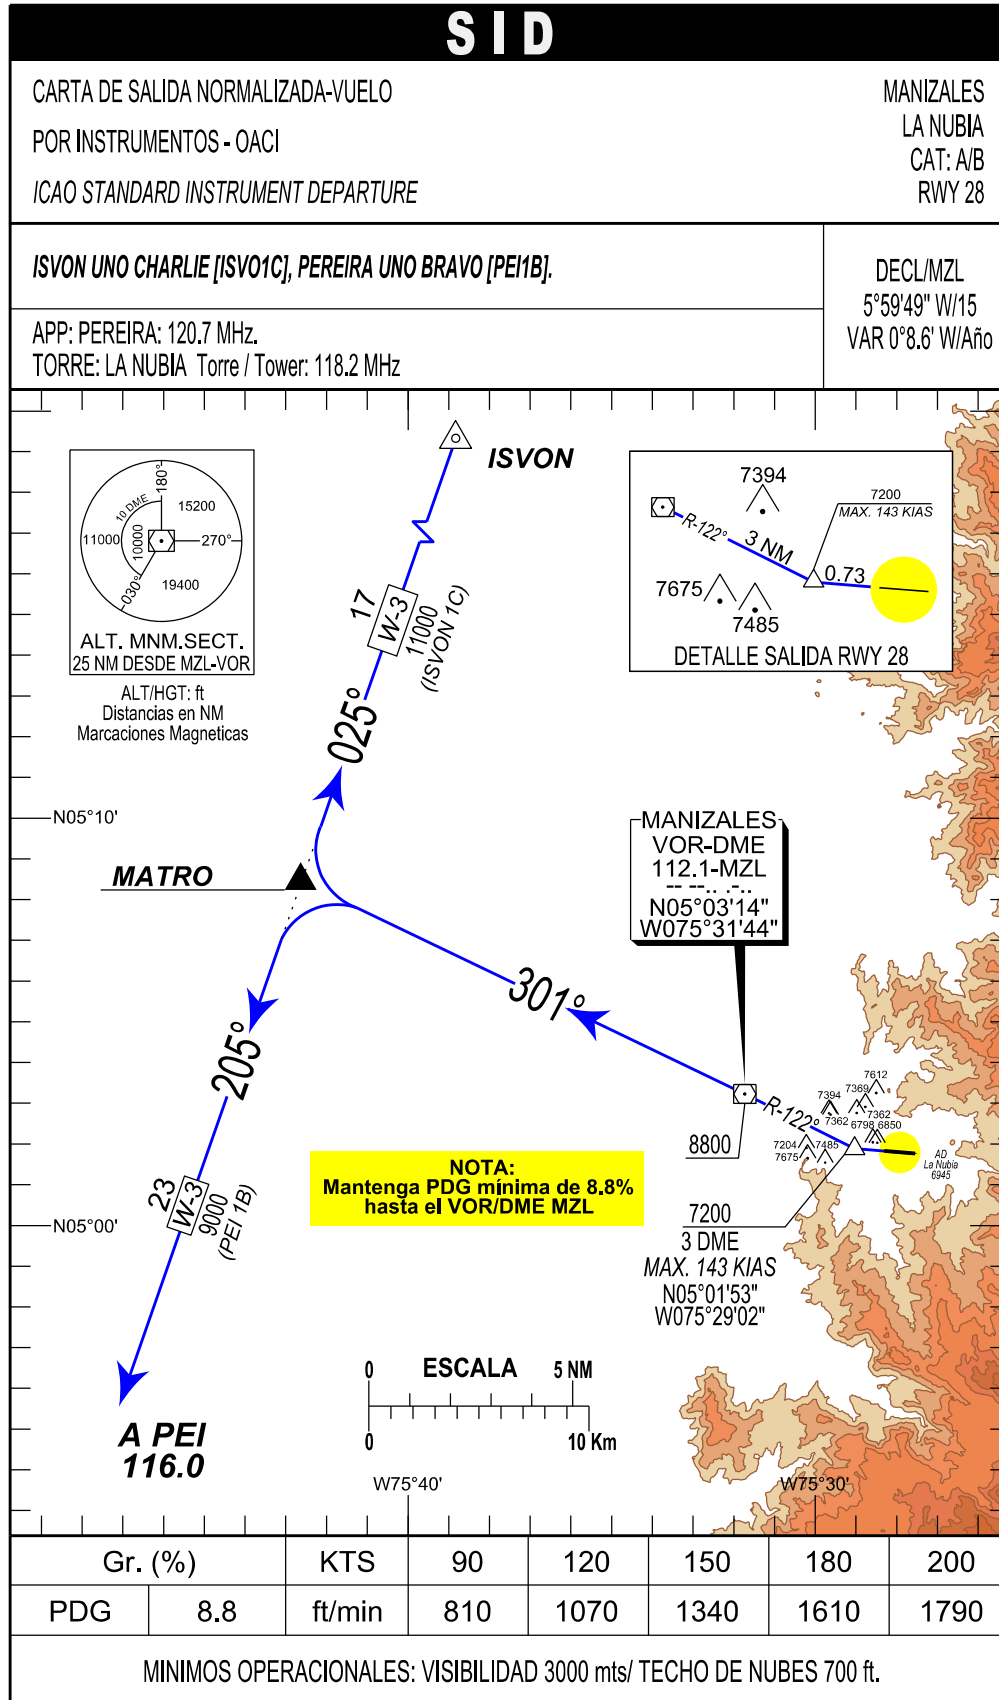 SID
CARTA DE SALIDA NORMALIZADA-VUELO
POR INSTRUMENTOS - OACI
ICAO STANDARD INSTRUMENT DEPARTURE
MANIZALES
LA NUBIA
CAT: A/B
RWY 28
ISVON UNO CHARLIE [ISVO1C], PEREIRA UNO BRAVO [PEI1B].
APP: PEREIRA: 120.7 MHz.
TORRE: LA NUBIA Torre / Tower: 118.2 MHz
DECL/MZL
5°59'49" W/15
VAR 0°8.6' W/Año
180°
10 DME
15200
11000
10000
270°
030°
19400
ALT. MNM.SECT.
25 NM DESDE MZL-VOR
ALT/HGT: ft
Distancias en NM
Marcaciones Magneticas
ISVON
17
W-3
11000
(ISVON 1C)
025°
7394
7200
MAX. 143 KIAS
R-122°
3 NM
0.73
7675
7485
DETALLE SALIDA RWY 28
N05°10'
MATRO
MANIZALES
VOR-DME
112.1-MZL
-- --.. .-..
N05°03'14"
W075°31'44"
301°
205°
R-122°
7612
7394
7369
7362
7362
6798
6850
7204
7485
7675
AD
La Nubia
6945
8800
NOTA:
Mantenga PDG mínima de 8.8%
hasta el VOR/DME MZL
23
W-3
9000
(PEI 1B)
N05°00'
7200
3 DME
MAX. 143 KIAS
N05°01'53"
W075°29'02"
0
ESCALA
5 NM
0
10 Km
A PEI
116.0
W75°40'
W75°30'
Gr. (%) KTS 90 120 150 180 200
PDG 8.8 ft/min 810 1070 1340 1610 1790
MINIMOS OPERACIONALES: VISIBILIDAD 3000 mts/ TECHO DE NUBES 700 ft.